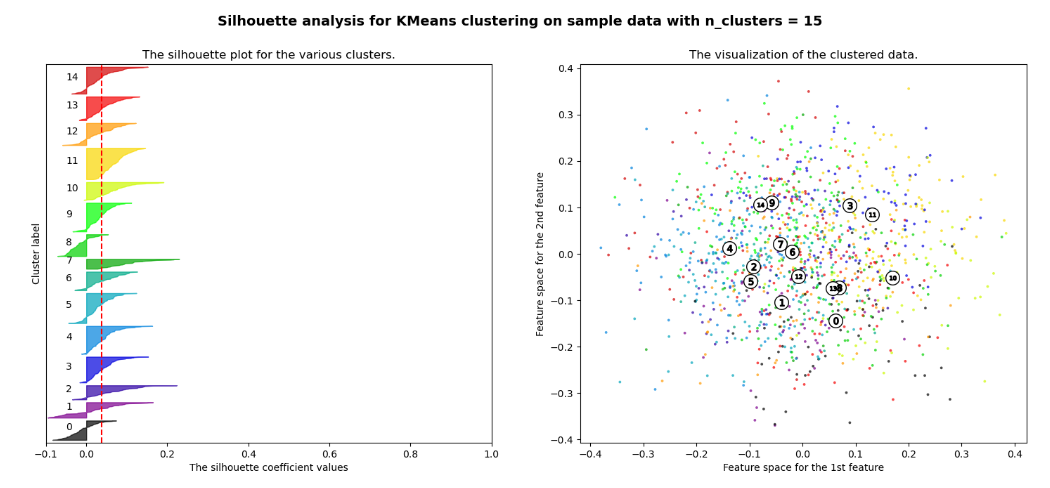 Silhouette analysis for KMeans clustering on sample data with n_clusters = 15
The silhouette plot for the various clusters.
Cluster label
14
13
12
11
10
9
8
7
6
5
4
3
2
1
0
−0.1 0.0 0.2 0.4 0.6 0.8 1.0
The silhouette coefficient values
The visualization of the clustered data.
Feature space for the 2nd feature
0.4
0.3
0.2
0.1
0.0
−0.1
−0.2
−0.3
−0.4
14 9 3 11
4 7 6
2 5 12 10
13 8
1 0
−0.4 −0.3 −0.2 −0.1 0.0 0.1 0.2 0.3 0.4
Feature space for the 1st feature